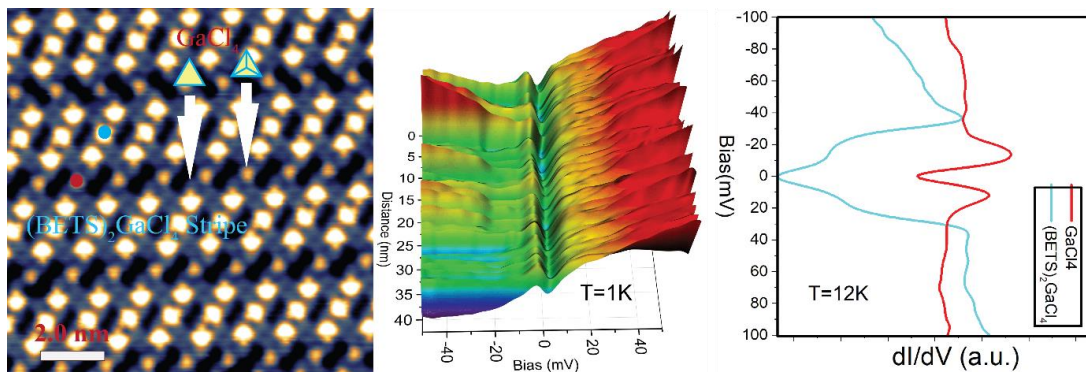 GaCl₄
(BETS)₂GaCl₄ Stripe
2.0 nm
0
5
10
15
20
25
30
35
40
Distance (nm)
T=1K
-40
-20
0
20
40
Bias (mV)
-100
-80
-60
-40
-20
0
20
40
60
80
100
Bias(mV)
T=12K
GaCl4
(BETS)₂GaCl₄
dI/dV (a.u.)